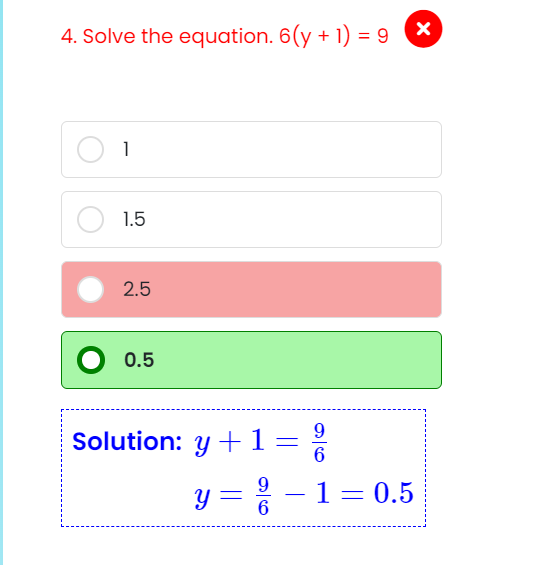 4. Solve the equation. 6(y + 1) = 9
1
1.5
2.5
0.5
Solution: y + 1 = 9/6
y = 9/6 − 1 = 0.5